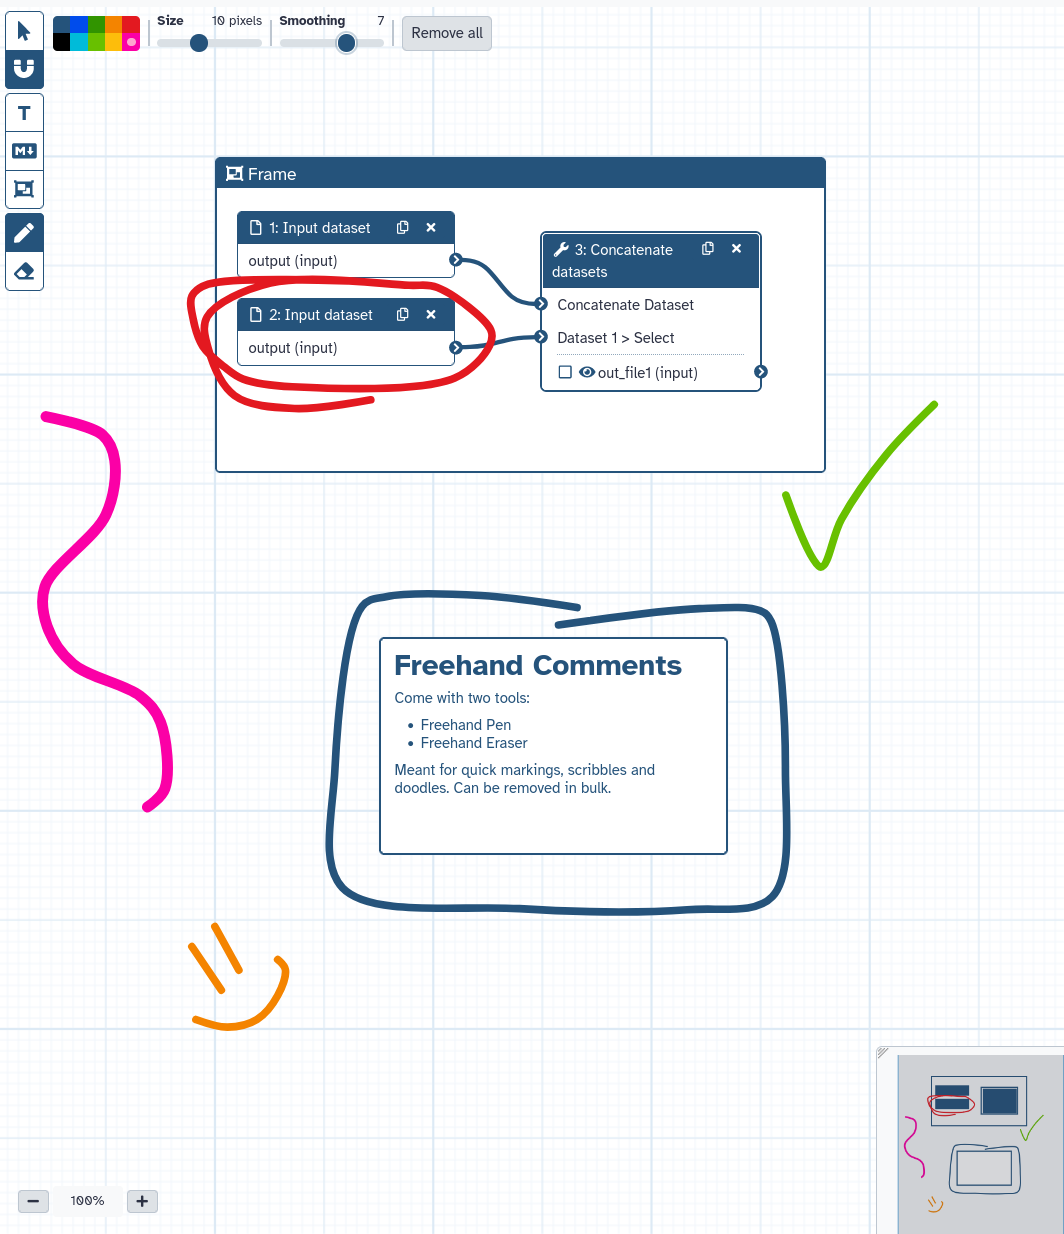 Size 10 pixels Smoothing 7 Remove all
T
M
Frame
1: Input dataset
output (input)
3: Concatenate
datasets
Concatenate Dataset
2: Input dataset
output (input)
Dataset 1 > Select
out_file1 (input)
Freehand Comments
Come with two tools:
• Freehand Pen
• Freehand Eraser
Meant for quick markings, scribbles and
doodles. Can be removed in bulk.
100%